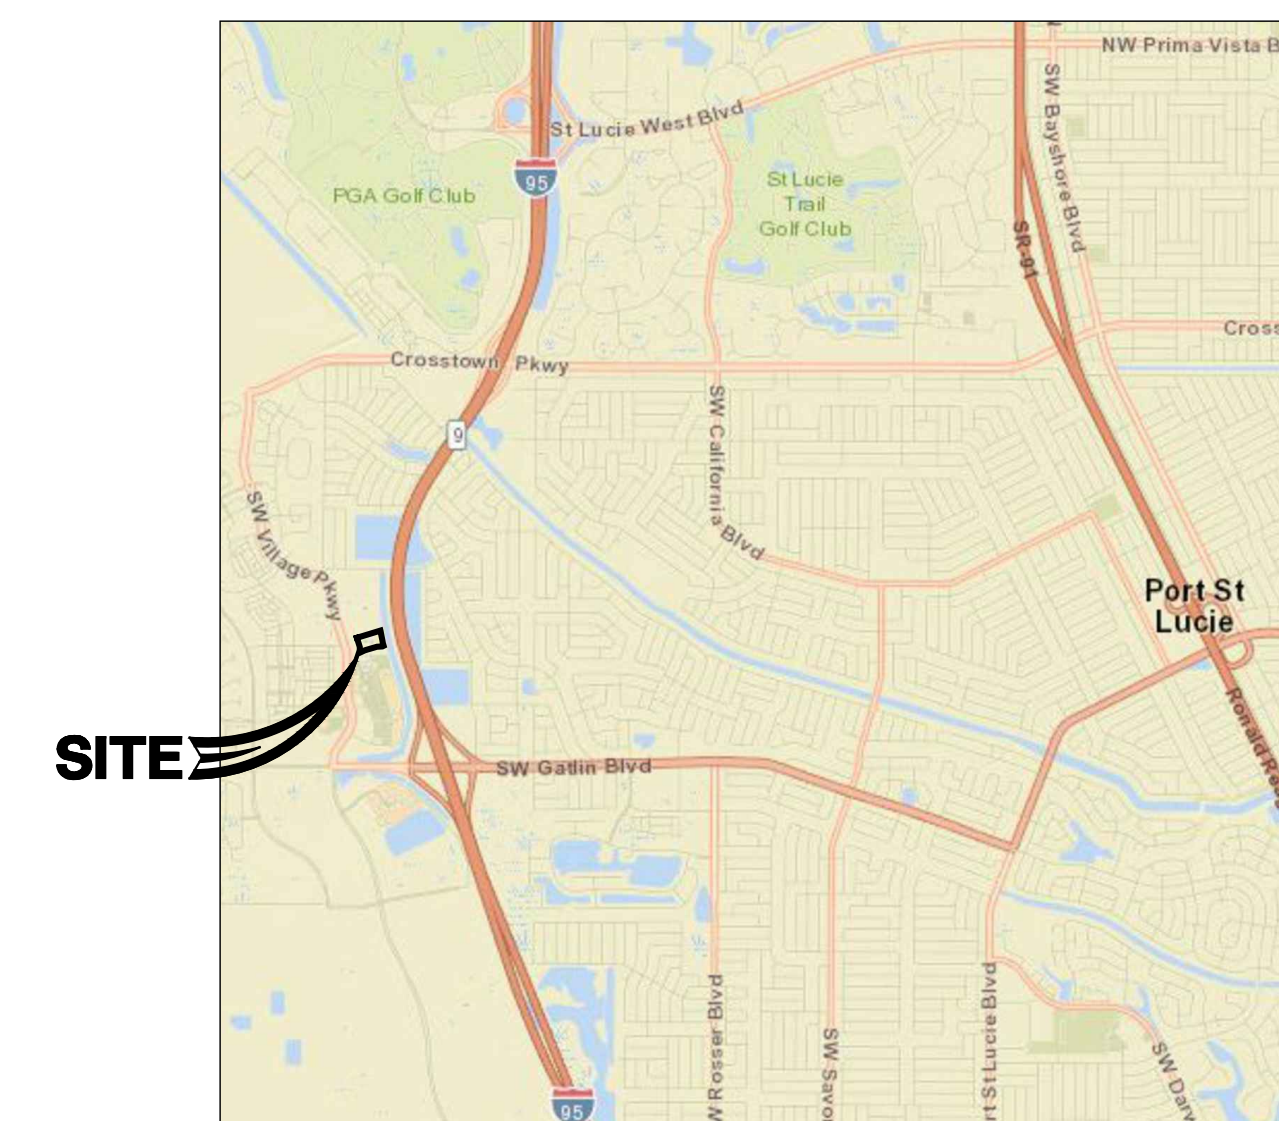 NW Prima Vista B
SW Bayshore Blvd
St Lucie West Blvd
95
PGA Golf Club
St Lucie
Trail
Golf Club
SR-91
Cross
Crosstown Pkwy
SW California Blvd
9
SW Village Pkwy
Port St
Lucie
SITE
SW Gatlin Blvd
Ronald Rea
W Rosser Blvd
SW Savo
rt St Lucie Blvd
SW Darw
95